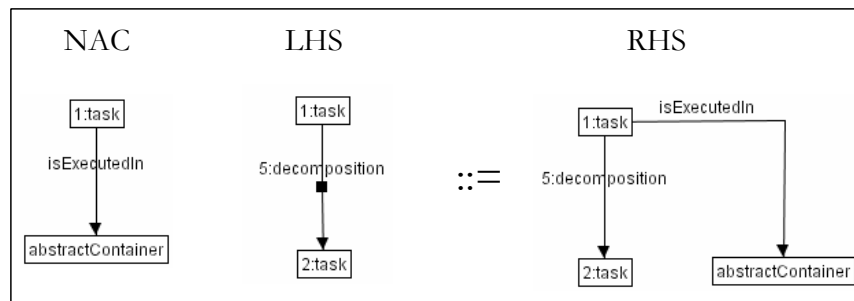 NAC LHS RHS
1:task 1:task 1:task isExecutedIn
isExecutedIn 5:decomposition ::= 5:decomposition
abstractContainer 2:task 2:task abstractContainer